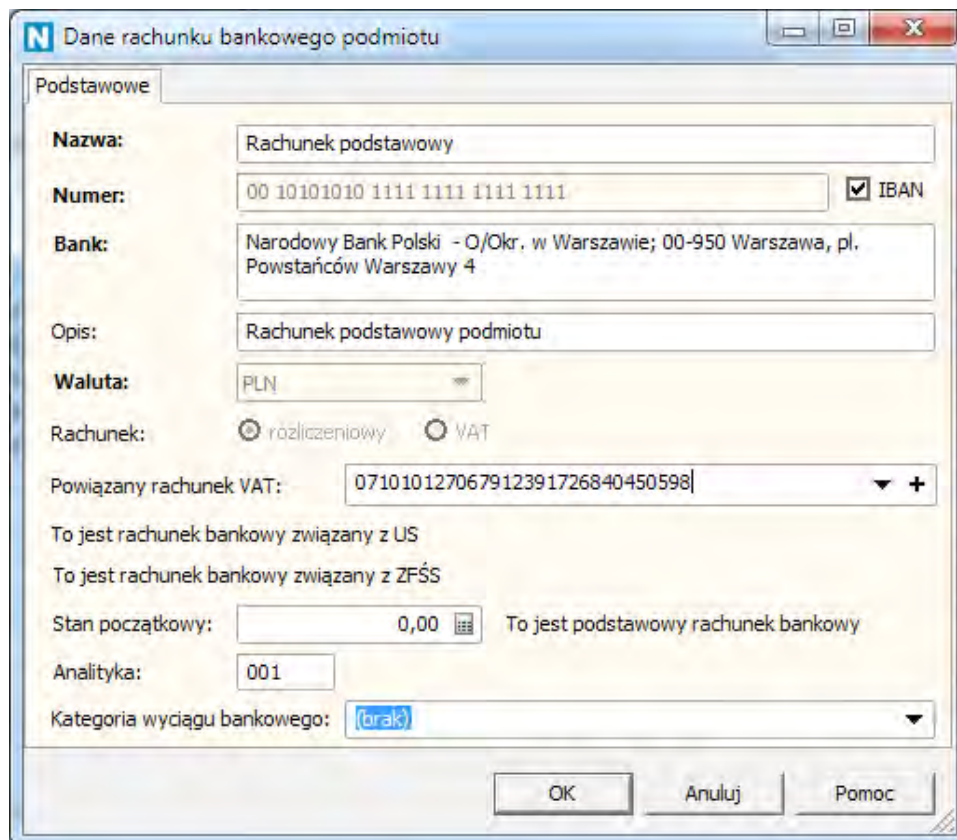 N Dane rachunku bankowego podmiotu
Podstawowe
Nazwa: Rachunek podstawowy
Numer: 00 10101010 1111 1111 1111 1111 IBAN
Bank: Narodowy Bank Polski - O/Okr. w Warszawie; 00-950 Warszawa, pl.
Powstańców Warszawy 4
Opis: Rachunek podstawowy podmiotu
Waluta: PLN
Rachunek: rozliczeniowy VAT
Powiązany rachunek VAT: 07101012706791239172684045059​8
To jest rachunek bankowy związany z US
To jest rachunek bankowy związany z ZFŚS
Stan początkowy: 0,00 To jest podstawowy rachunek bankowy
Analityka: 001
Kategoria wyciągu bankowego: (brak)
OK Anuluj Pomoc